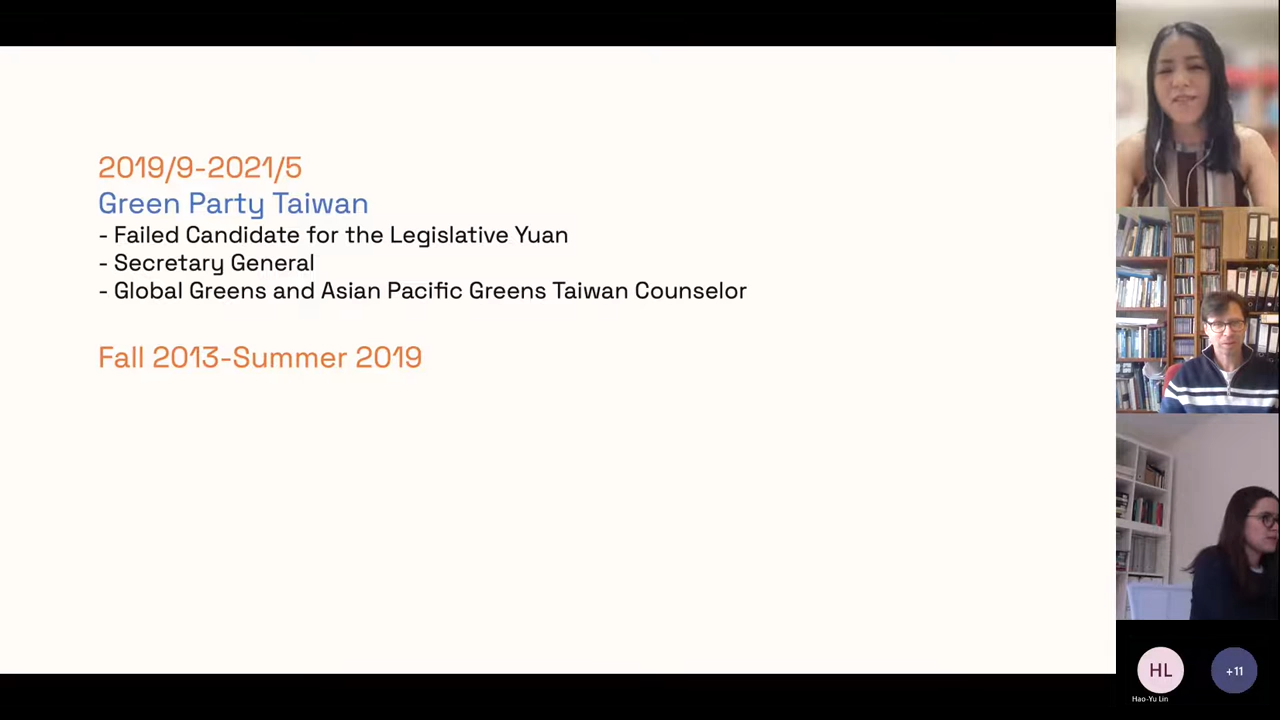 2019/9-2021/5
Green Party Taiwan
- Failed Candidate for the Legislative Yuan
- Secretary General
- Global Greens and Asian Pacific Greens Taiwan Counselor
Fall 2013-Summer 2019
HL
+11
Hao-Yu Lin